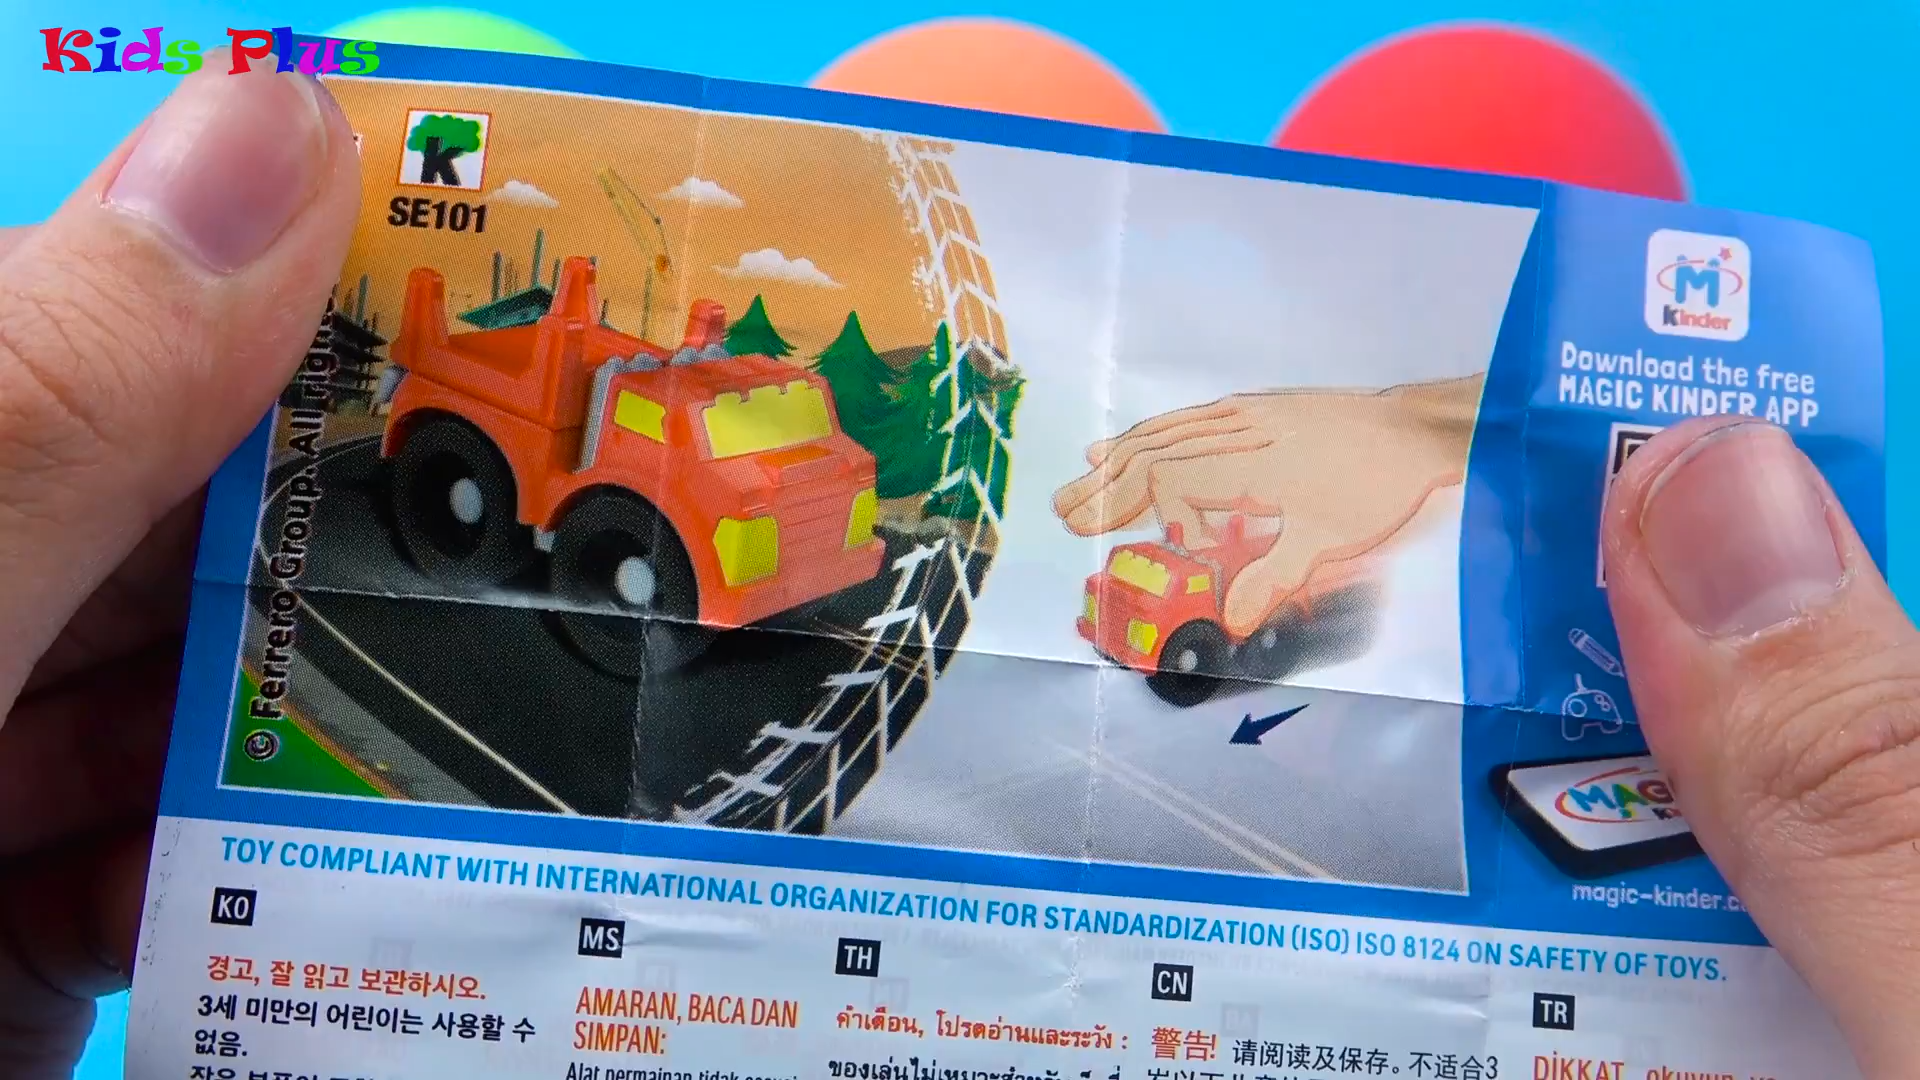 Kids Plus
K
SE101
© Ferrero Group. All rights
kinder
Download the free
MAGIC KINDER APP
magic-kinder.c
TOY COMPLIANT WITH INTERNATIONAL ORGANIZATION FOR STANDARDIZATION (ISO) ISO 8124 ON SAFETY OF TOYS.
KO
경고, 잘 읽고 보관하시오.
3세 미만의 어린이는 사용할 수
없음.
MS
AMARAN, BACA DAN
SIMPAN:
Alat permainan tidak
TH
คำเตือน, โปรดอ่านและระวัง :
CN
警告! 请阅读及保存。不适合3
TR
DİKKAT, okuyun